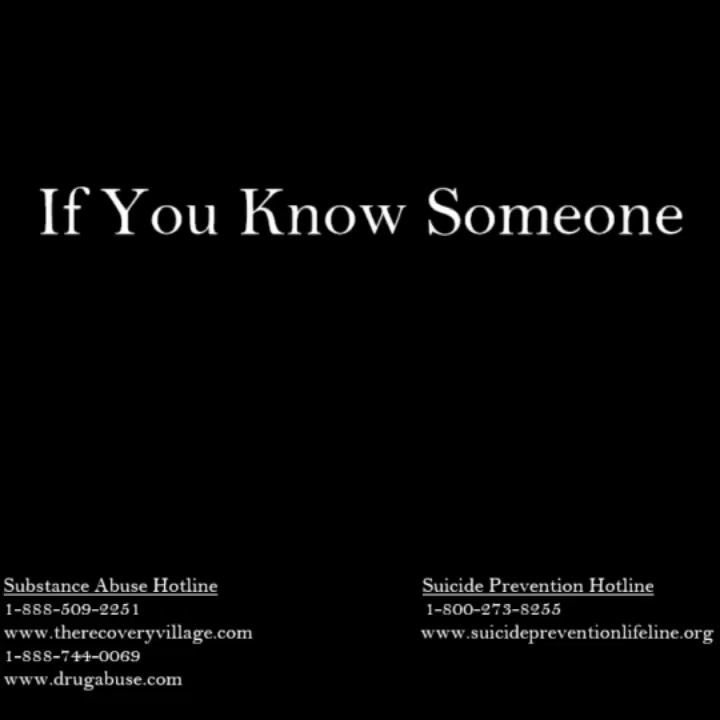 If You Know Someone
Substance Abuse Hotline
1-888-509-2251
www.therecoveryvillage.com
1-888-744-0069
www.drugabuse.com
Suicide Prevention Hotline
1-800-273-8255
www.suicidepreventionlifeline.org